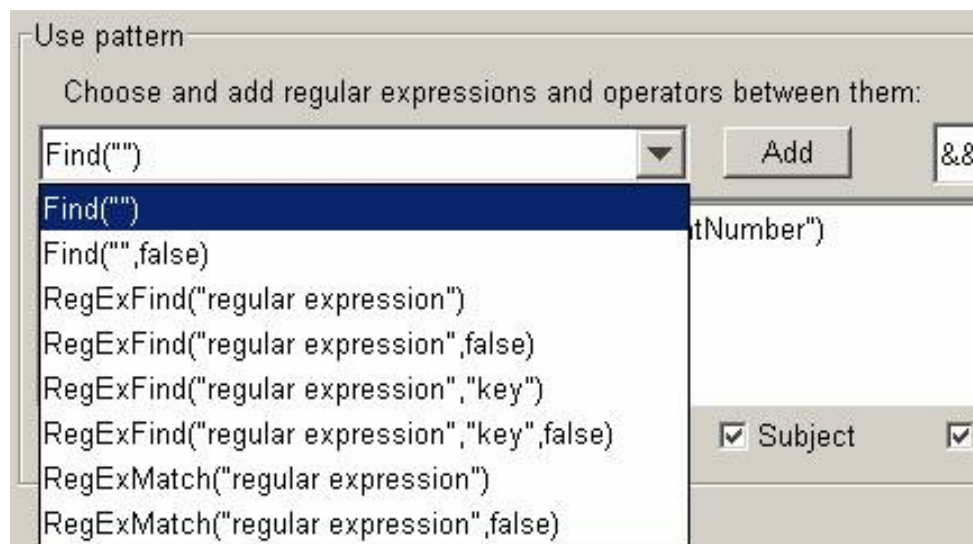 Use pattern
Choose and add regular expressions and operators between them:
Find("") Add &&
Find("")
tNumber")
Find("",false)
RegExFind("regular expression")
RegExFind("regular expression",false)
RegExFind("regular expression","key")
RegExFind("regular expression","key",false)
Subject
RegExMatch("regular expression")
RegExMatch("regular expression",false)